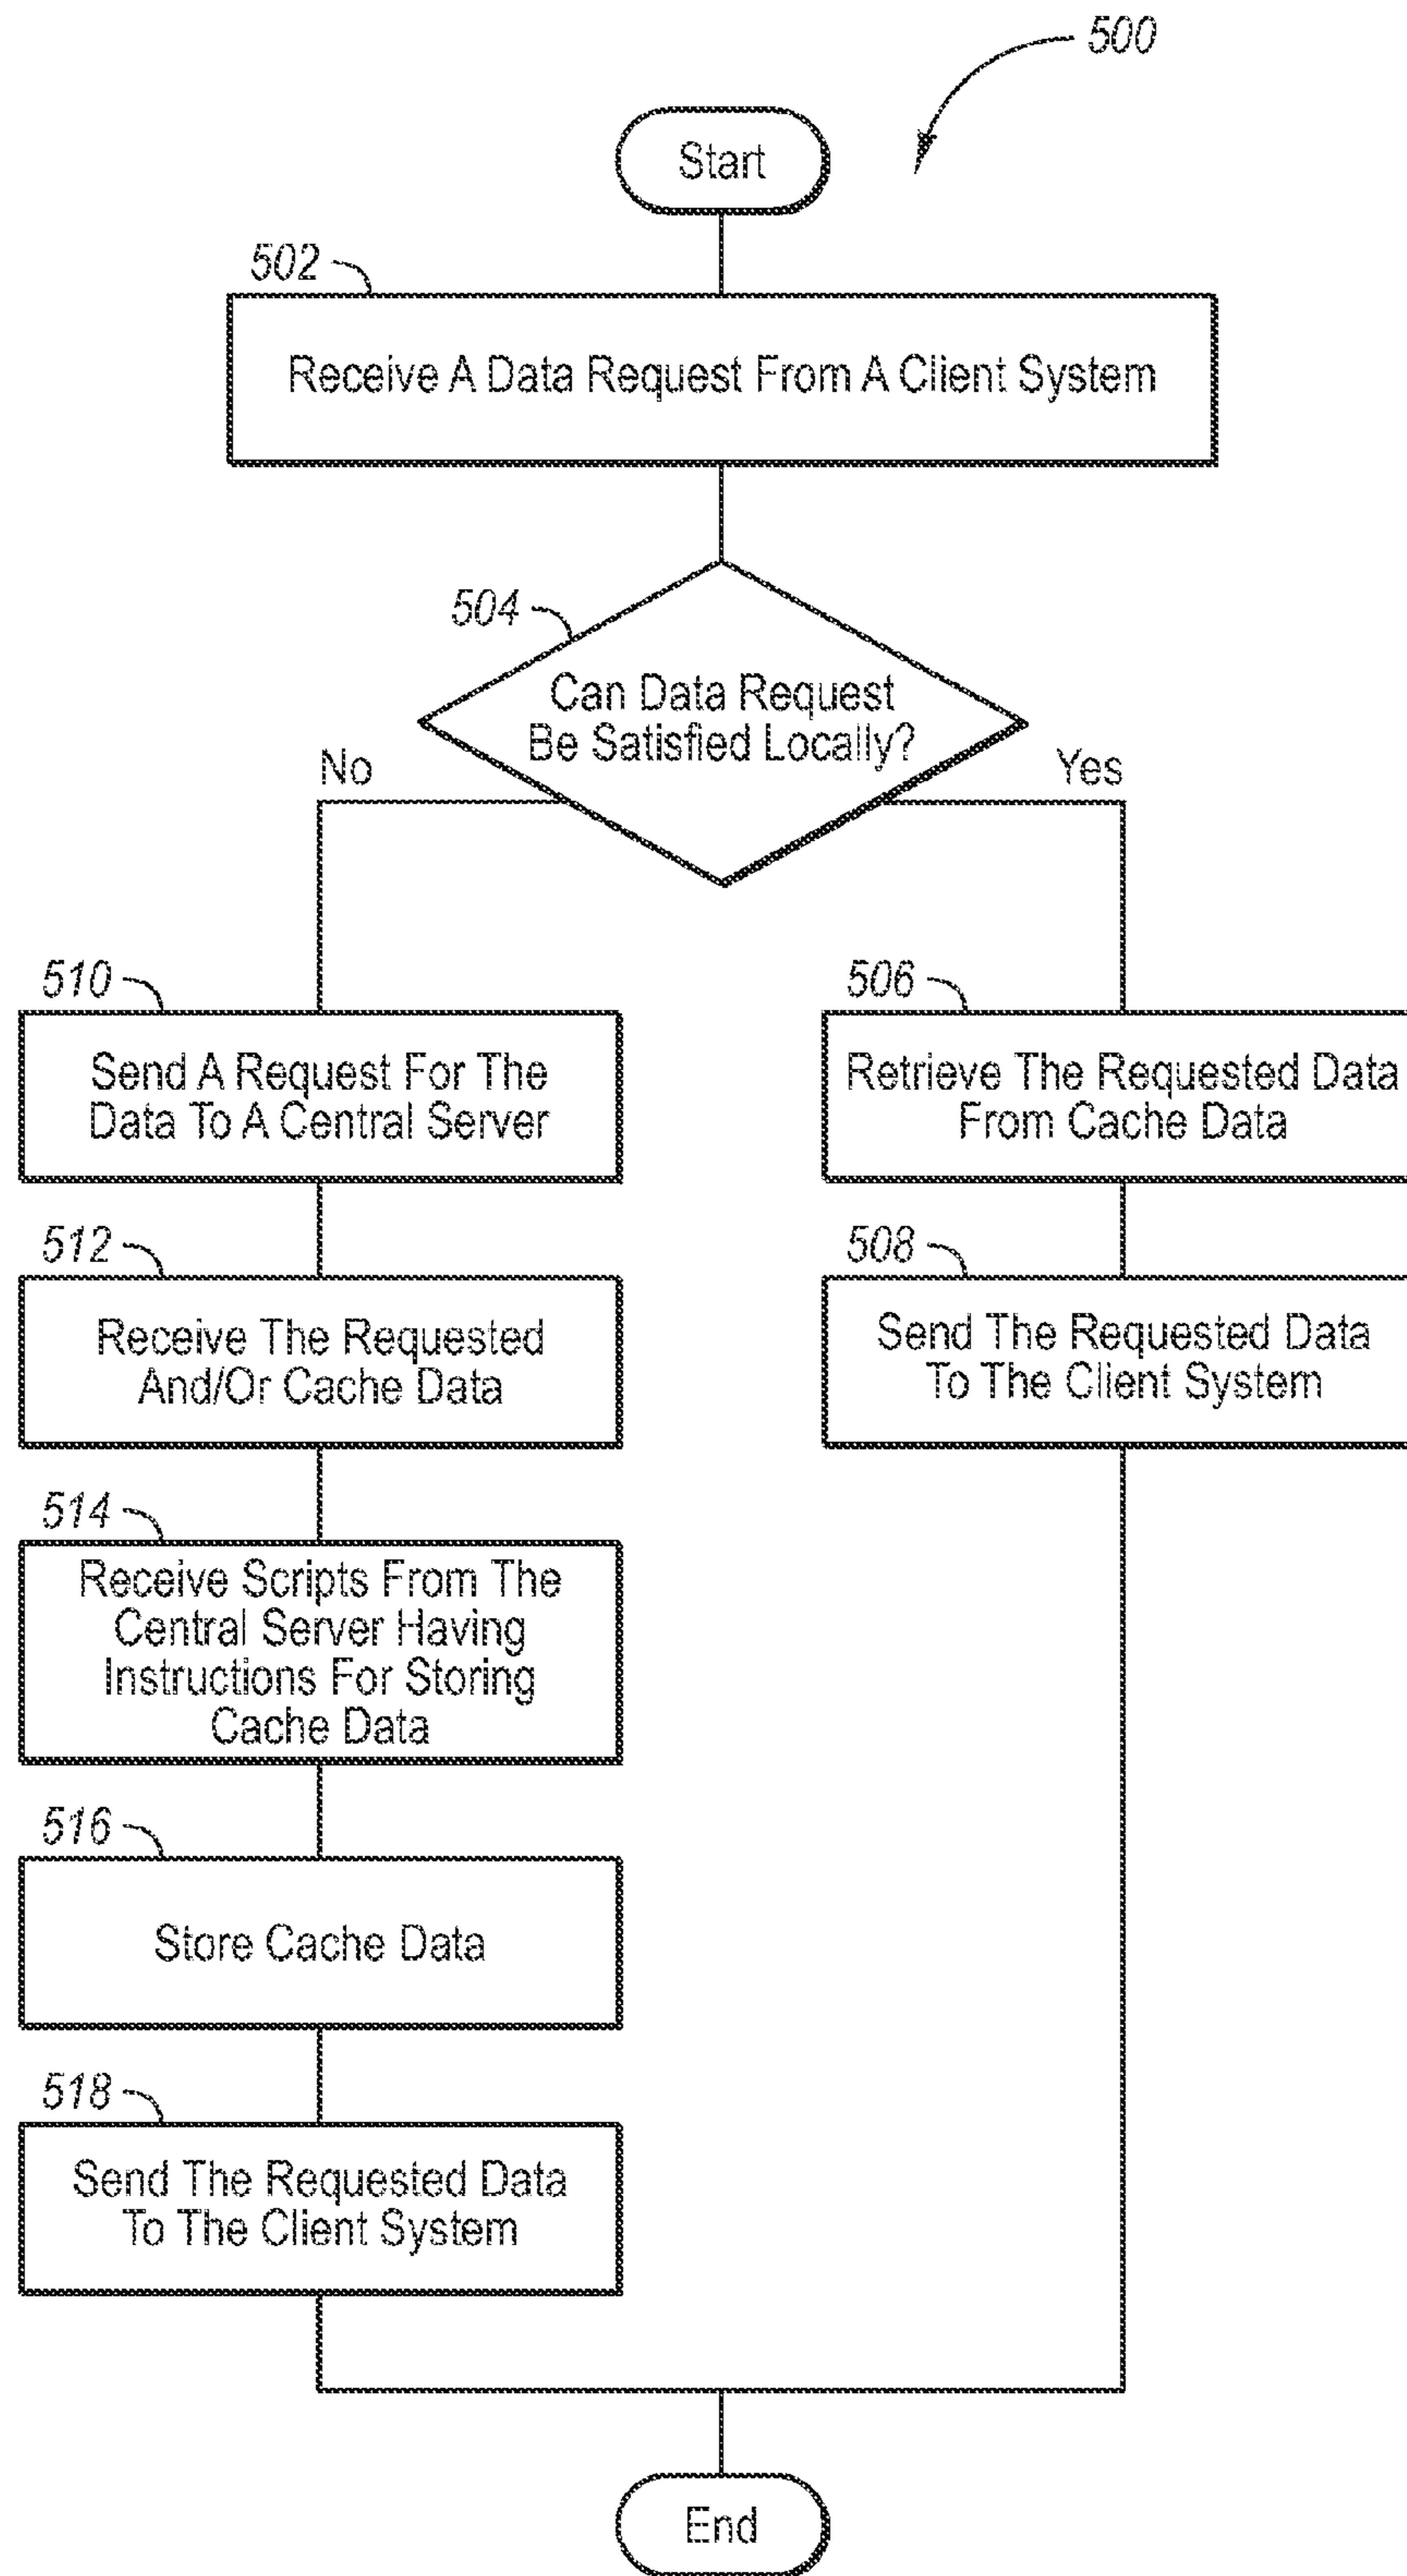 500
Start
502
Receive A Data Request From A Client System
504
Can Data Request
Be Satisfied Locally?
No
Yes
510
Send A Request For The
Data To A Central Server
506
Retrieve The Requested Data
From Cache Data
512
Receive The Requested
And/Or Cache Data
508
Send The Requested Data
To The Client System
514
Receive Scripts From The
Central Server Having
Instructions For Storing
Cache Data
516
Store Cache Data
518
Send The Requested Data
To The Client System
End